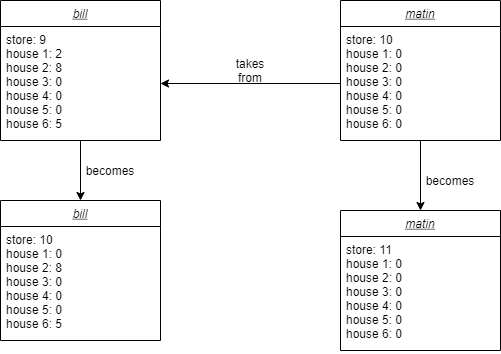 bill
store: 9
house 1: 2
house 2: 8
house 3: 0
house 4: 0
house 5: 0
house 6: 5
takes
from
matin
store: 10
house 1: 0
house 2: 0
house 3: 0
house 4: 0
house 5: 0
house 6: 0
becomes
becomes
bill
store: 10
house 1: 0
house 2: 8
house 3: 0
house 4: 0
house 5: 0
house 6: 5
matin
store: 11
house 1: 0
house 2: 0
house 3: 0
house 4: 0
house 5: 0
house 6: 0